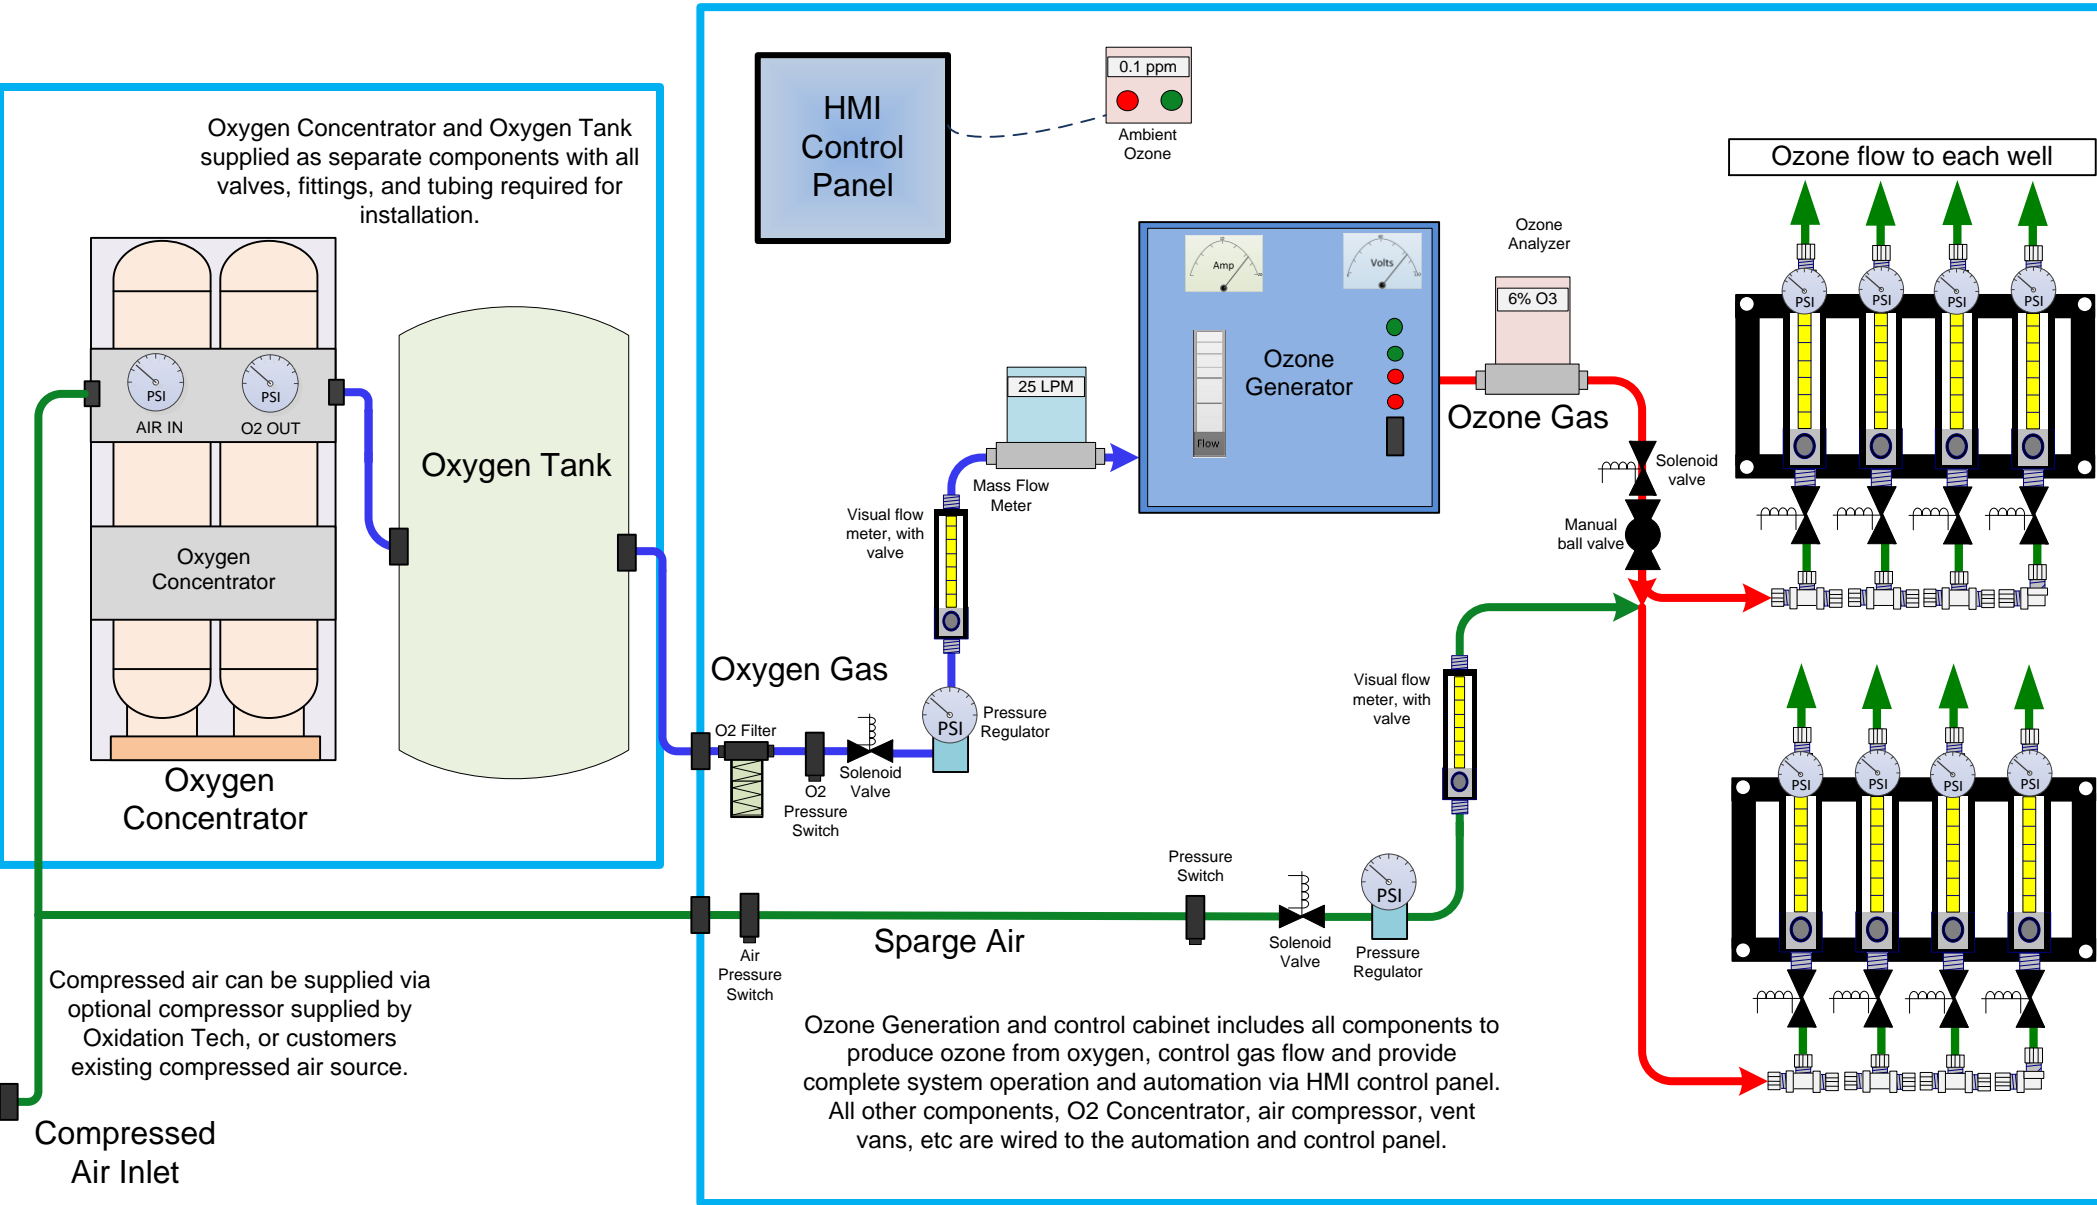 Oxygen Concentrator and Oxygen Tank
supplied as separate components with all
valves, fittings, and tubing required for
installation.
PSI
PSI
AIR IN
O2 OUT
Oxygen
Concentrator
Oxygen
Concentrator
Oxygen Tank
Compressed air can be supplied via
optional compressor supplied by
Oxidation Tech, or customers
existing compressed air source.
Compressed
Air Inlet
HMI
Control
Panel
0.1 ppm
Ambient
Ozone
Oxygen Gas
O2 Filter
O2
Pressure
Switch
Solenoid
Valve
PSI
Pressure
Regulator
Visual flow
meter, with
valve
25 LPM
Mass Flow
Meter
Amp
Volts
Flow
Ozone
Generator
Ozone
Analyzer
6% O3
Ozone Gas
Solenoid
valve
Manual
ball valve
Air
Pressure
Switch
Sparge Air
Pressure
Switch
Solenoid
Valve
PSI
Pressure
Regulator
Visual flow
meter, with
valve
Ozone Generation and control cabinet includes all components to
produce ozone from oxygen, control gas flow and provide
complete system operation and automation via HMI control panel.
All other components, O2 Concentrator, air compressor, vent
vans, etc are wired to the automation and control panel.
Ozone flow to each well
PSI
PSI
PSI
PSI
PSI
PSI
PSI
PSI